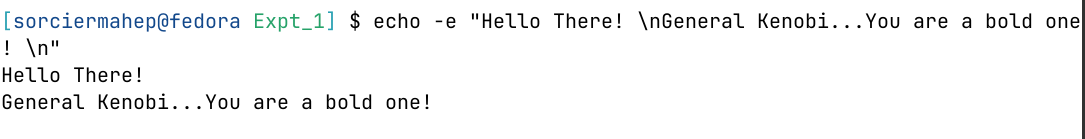 [sorciermahep@fedora Expt_1] $ echo -e "Hello There! \nGeneral Kenobi...You are a bold one
! \n"
Hello There!
General Kenobi...You are a bold one!